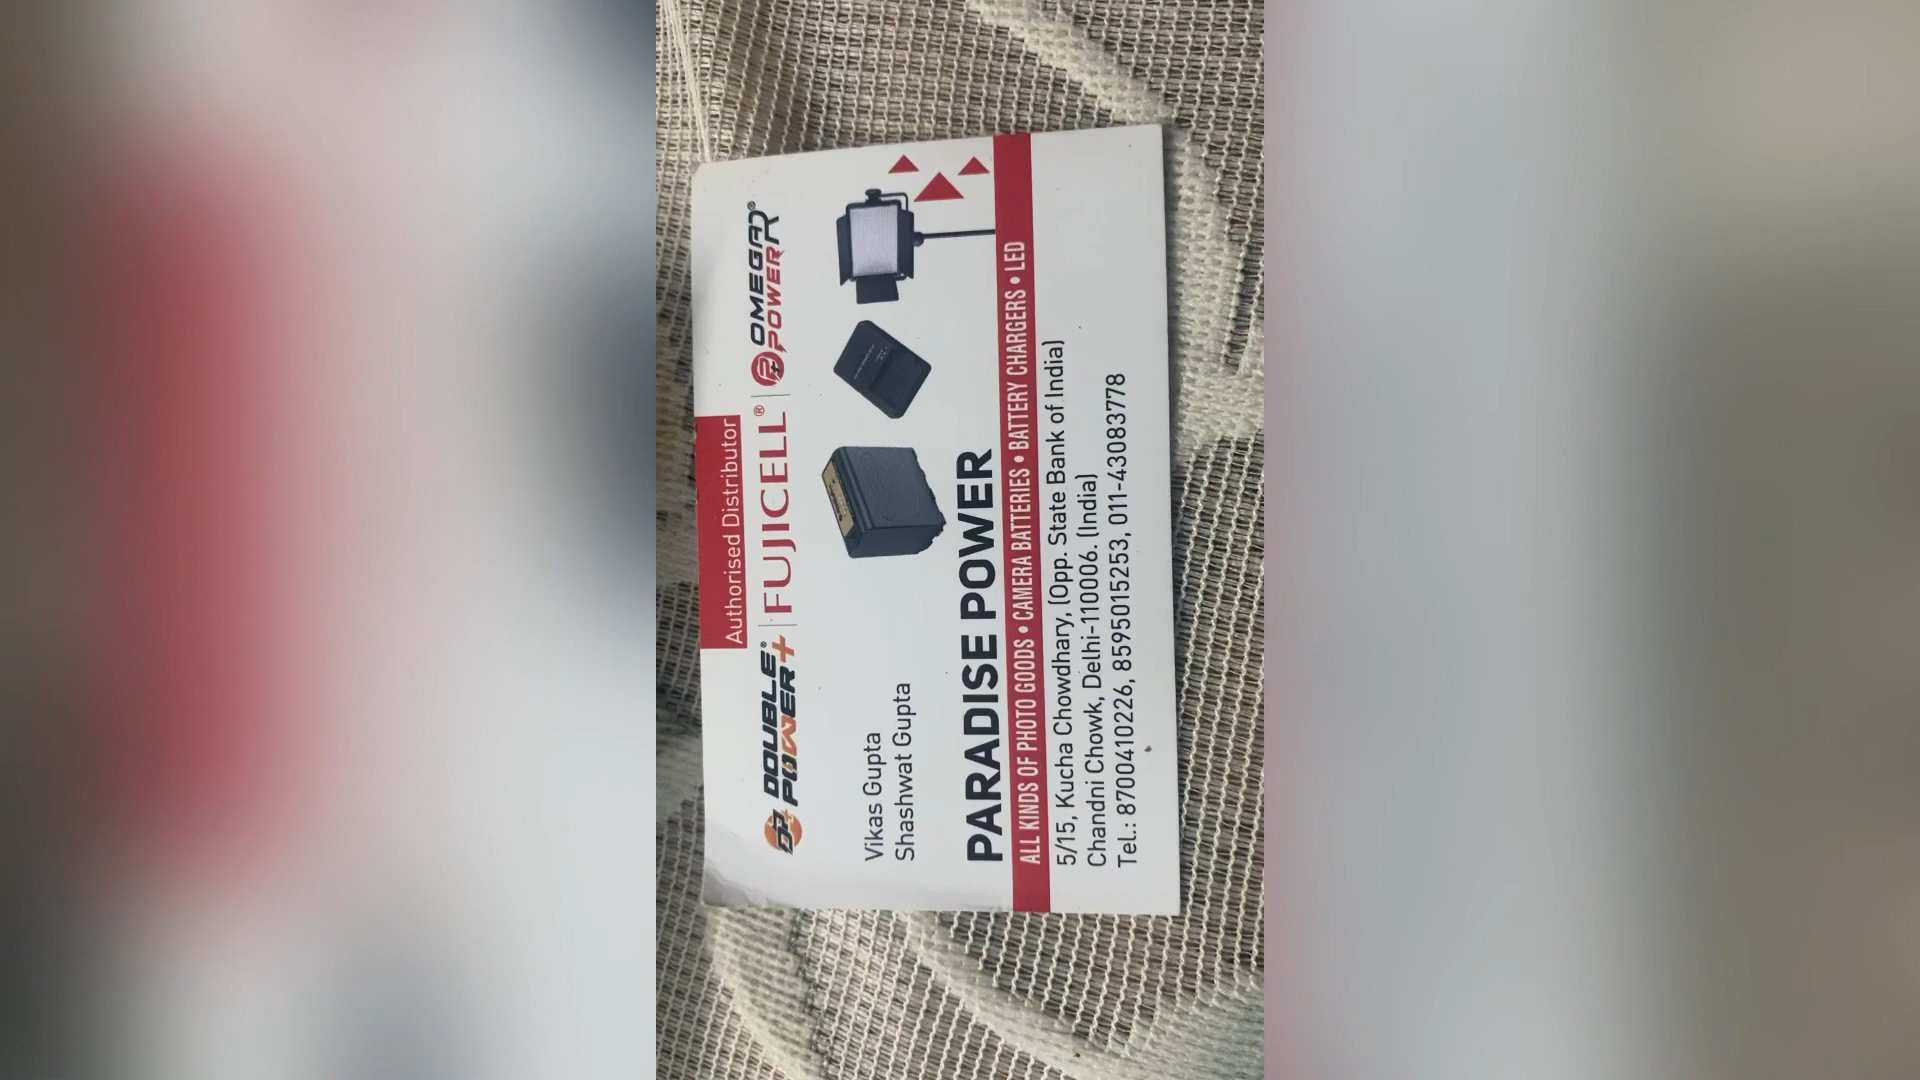 Authorised Distributor
DP+ DOUBLE® POWER+ | FUJICELL® | P+ OMEGA POWER®
Vikas Gupta
Shashwat Gupta
PARADISE POWER
ALL KINDS OF PHOTO GOODS • CAMERA BATTERIES • BATTERY CHARGERS • LED
5/15, Kucha Chowdhary, (Opp. State Bank of India)
Chandni Chowk, Delhi-110006. (India)
Tel.: 8700410226, 8595015253, 011-43083778